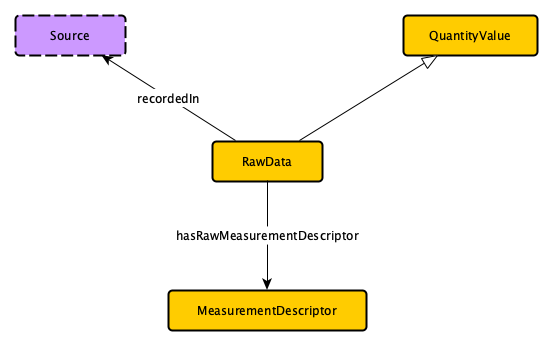 Source
QuantityValue
recordedIn
RawData
hasRawMeasurementDescriptor
MeasurementDescriptor